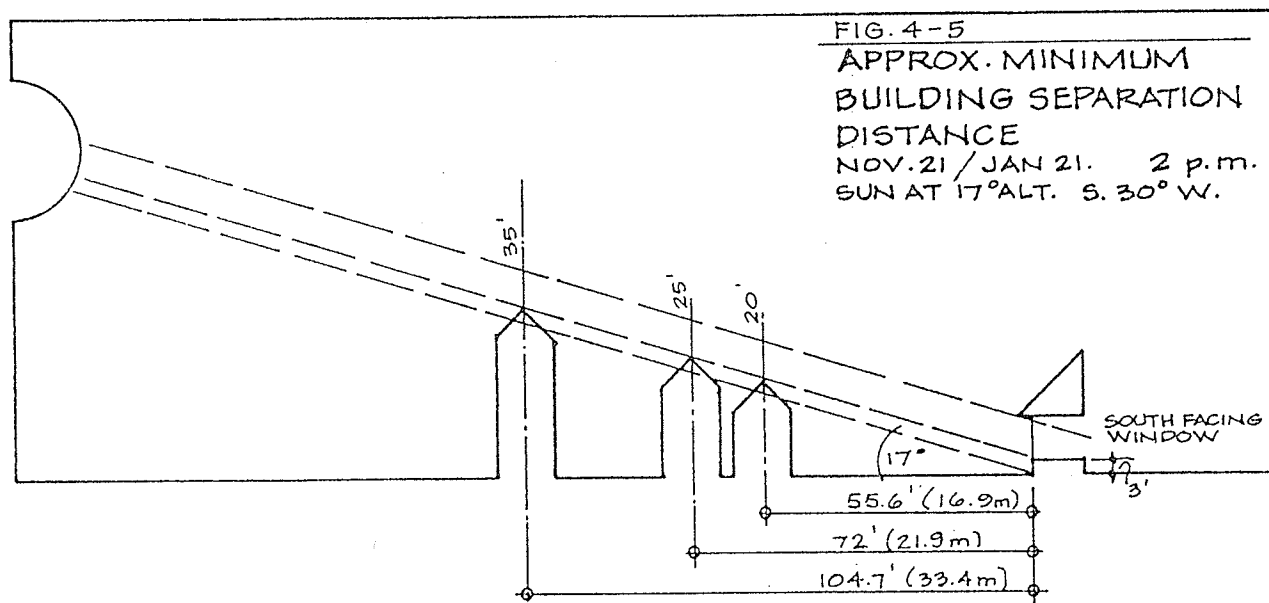 FIG. 4-5
APPROX. MINIMUM
BUILDING SEPARATION
DISTANCE
NOV. 21 / JAN 21. 2 p.m.
SUN AT 17° ALT. S. 30° W.
35'
25'
20'
SOUTH FACING
WINDOW
17°
3'
55.6' (16.9m)
72' (21.9m)
104.7' (33.4m)